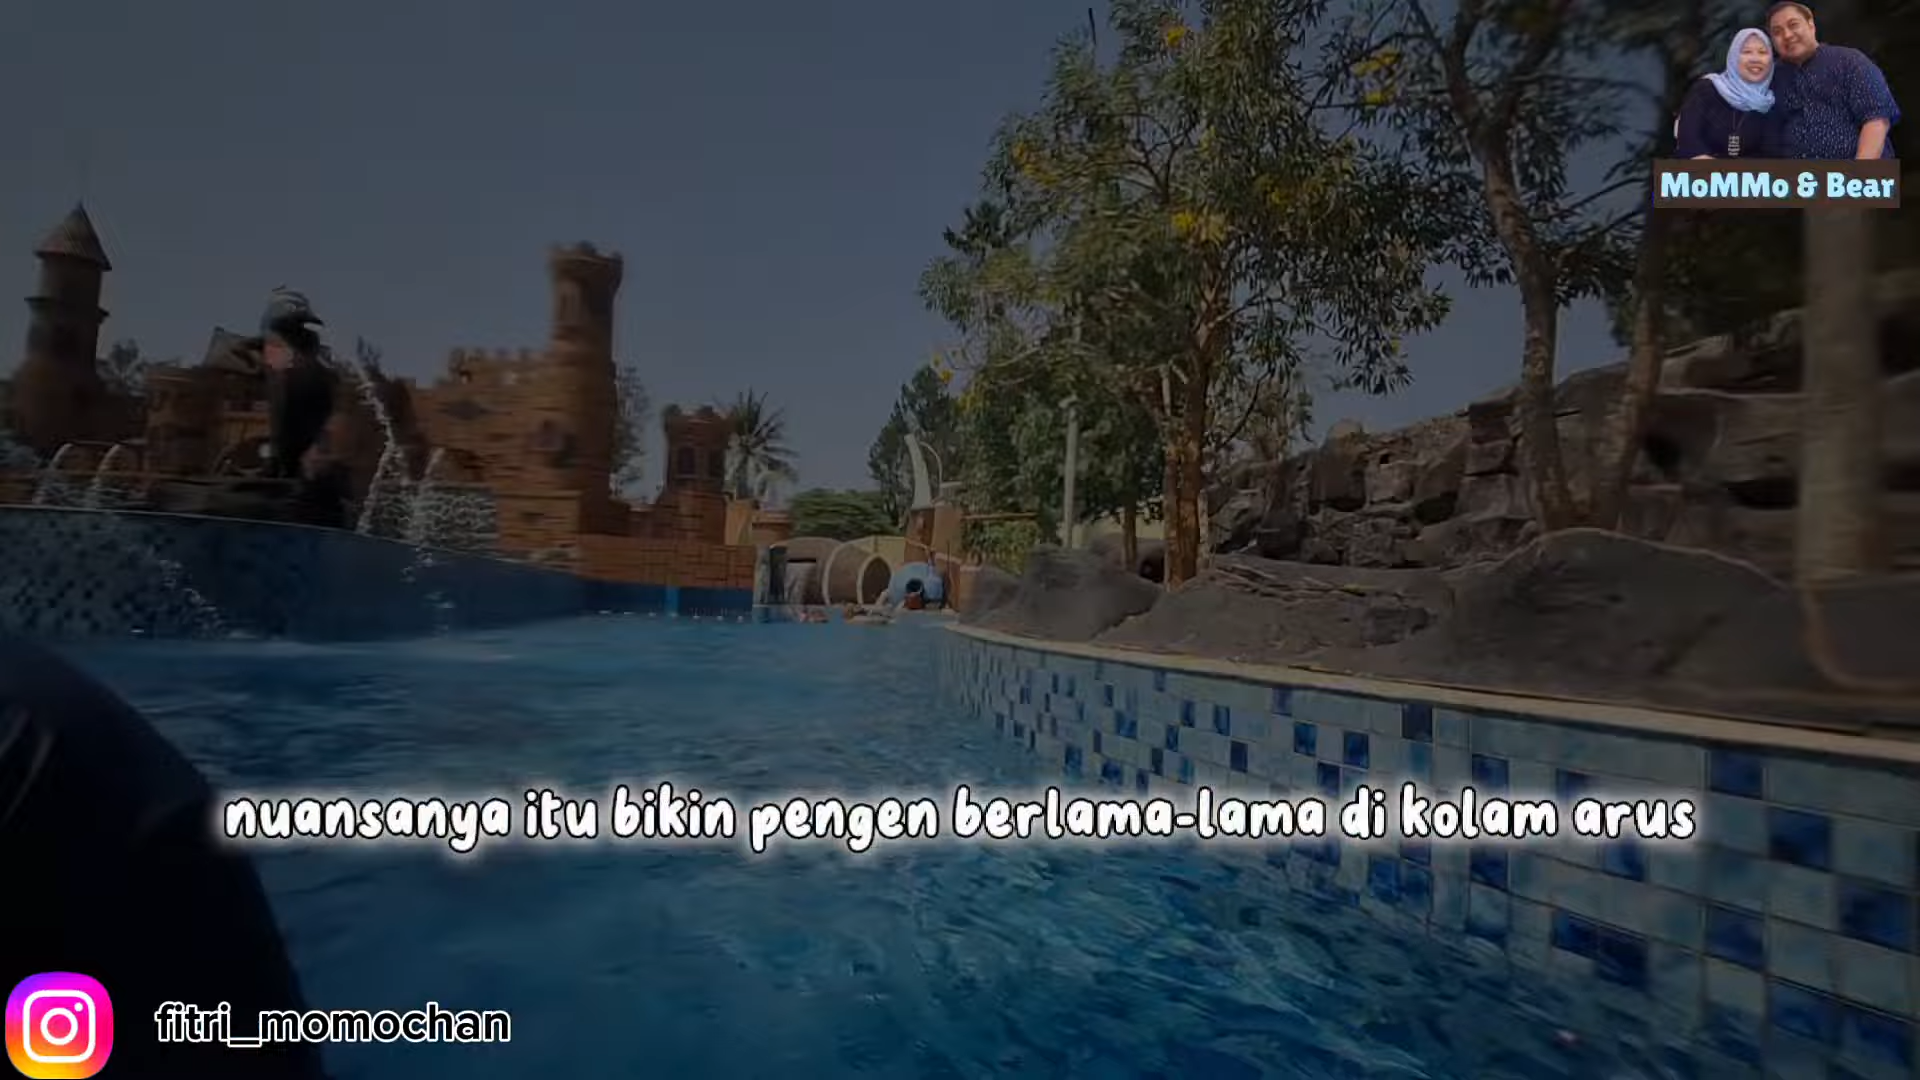 MoMMo & Bear
nuansanya itu bikin pengen berlama-lama di kolam arus
fitri_momochan